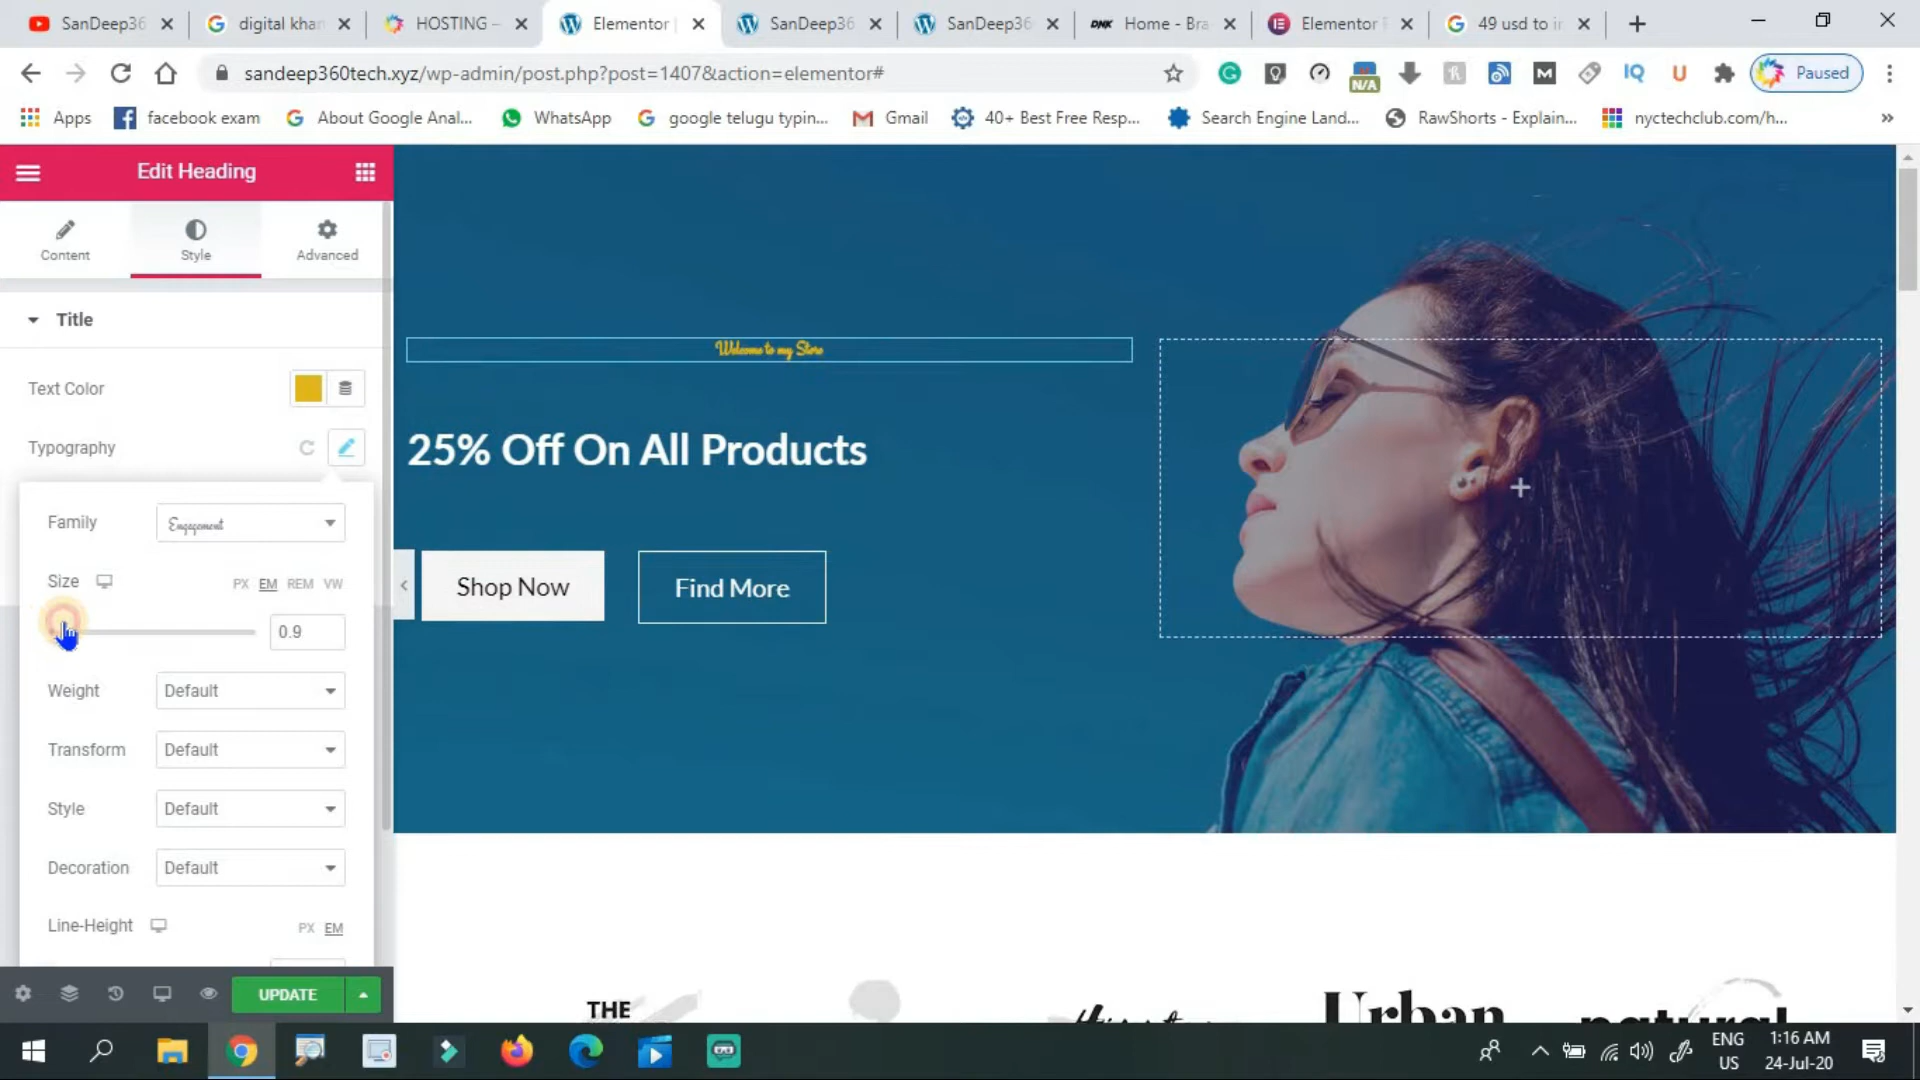 SanDeep36
digital khan
HOSTING –
Elementor |
SanDeep36
SanDeep36
DNK Home - Bra
Elementor P
49 usd to in
sandeep360tech.xyz/wp-admin/post.php?post=1407&action=elementor#
N/A
IQ
U
Paused
Apps
facebook exam
About Google Anal...
WhatsApp
google telugu typin...
Gmail
40+ Best Free Resp...
Search Engine Land...
RawShorts - Explain...
nyctechclub.com/h...
Edit Heading
Content
Style
Advanced
Title
Text Color
Typography
Family
Engagement
Size
PX EM REM VW
0.9
Weight
Default
Transform
Default
Style
Default
Decoration
Default
Line-Height
PX EM
UPDATE
Welcome to my Store
25% Off On All Products
Shop Now
Find More
THE
Urban
natural
ENG
US
1:16 AM
24-Jul-20